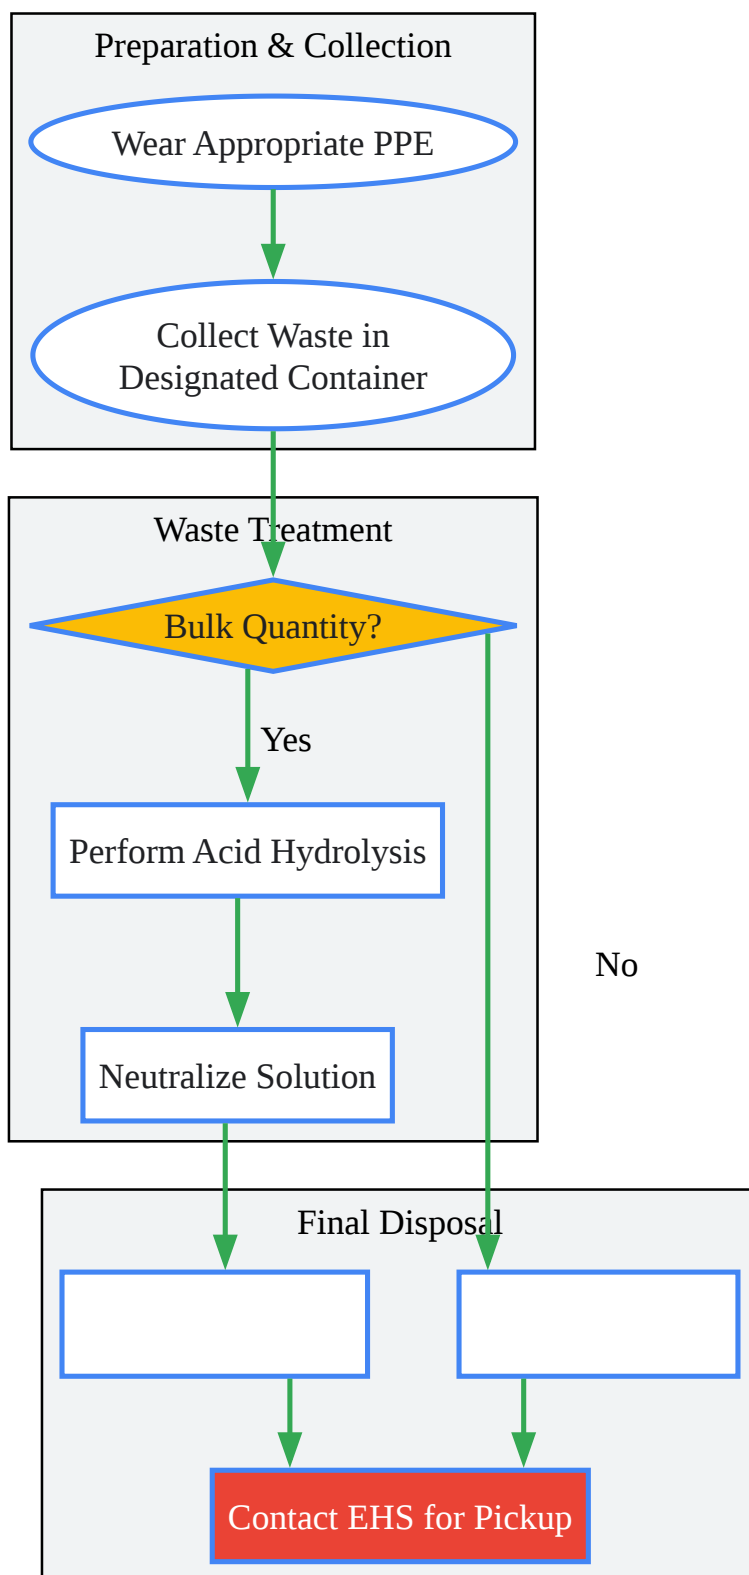 Preparation & Collection
Wear Appropriate PPE
Collect Waste in
Designated Container
Waste Treatment
Bulk Quantity?
Yes
Perform Acid Hydrolysis
No
Neutralize Solution
Final Disposal
Contact EHS for Pickup